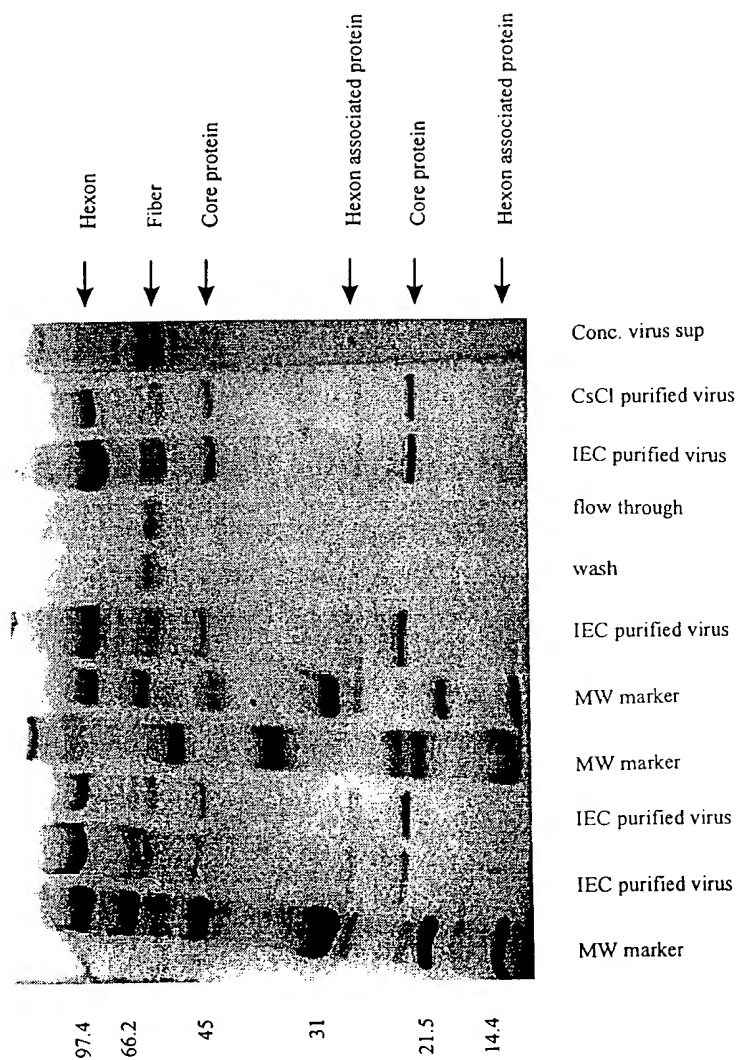 Hexon
Fiber
Core protein
Hexon associated protein
Core protein
Hexon associated protein
Conc. virus sup
CsCl purified virus
IEC purified virus
flow through
wash
IEC purified virus
MW marker
MW marker
IEC purified virus
IEC purified virus
MW marker
97.4
66.2
45
31
21.5
14.4